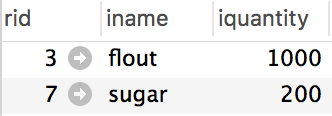 rid iname iquantity
3 flout 1000
7 sugar 200